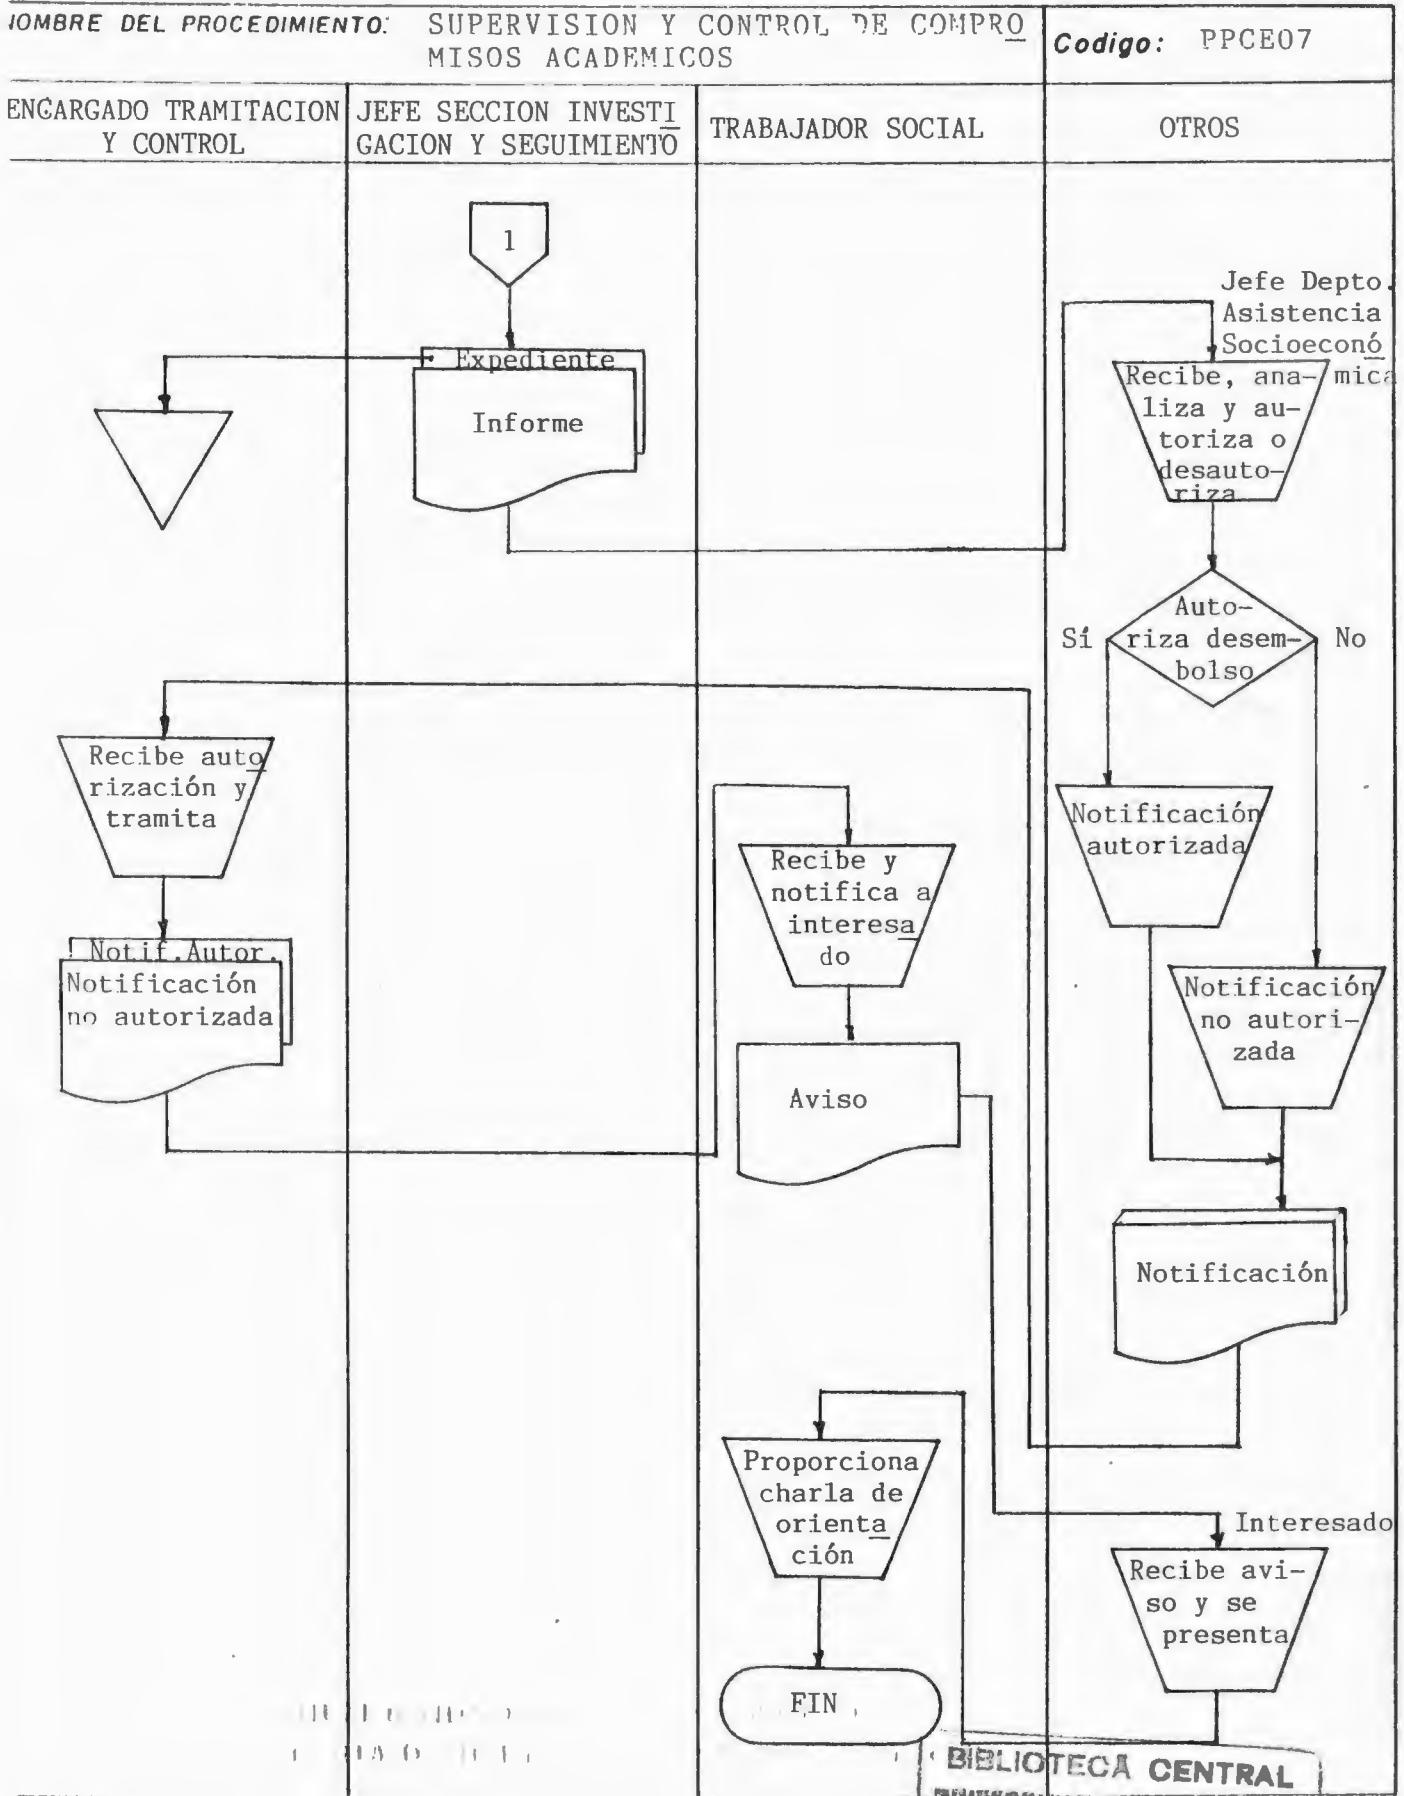 NOMBRE DEL PROCEDIMIENTO: SUPERVISION Y CONTROL DE COMPRO
MISOS ACADEMICOS
Codigo: PPCE07
ENCARGADO TRAMITACION
Y CONTROL
JEFE SECCION INVESTI
GACION Y SEGUIMIENTO
TRABAJADOR SOCIAL
OTROS
1
Expediente
Informe
Jefe Depto.
Asistencia
Socioeconó
mica
Recibe, ana-
liza y au-
toriza o
desauto-
riza
Auto-
riza desem-
bolso
Sí
No
Recibe auto
rización y
tramita
Notif.Autor.
Notificación
no autorizada
Recibe y
notifica a
interesa
do
Aviso
Notificación
autorizada
Notificación
no autori-
zada
Notificación
Proporciona
charla de
orienta
ción
FIN
Interesado
Recibe avi-
so y se
presenta
BIBLIOTECA CENTRAL